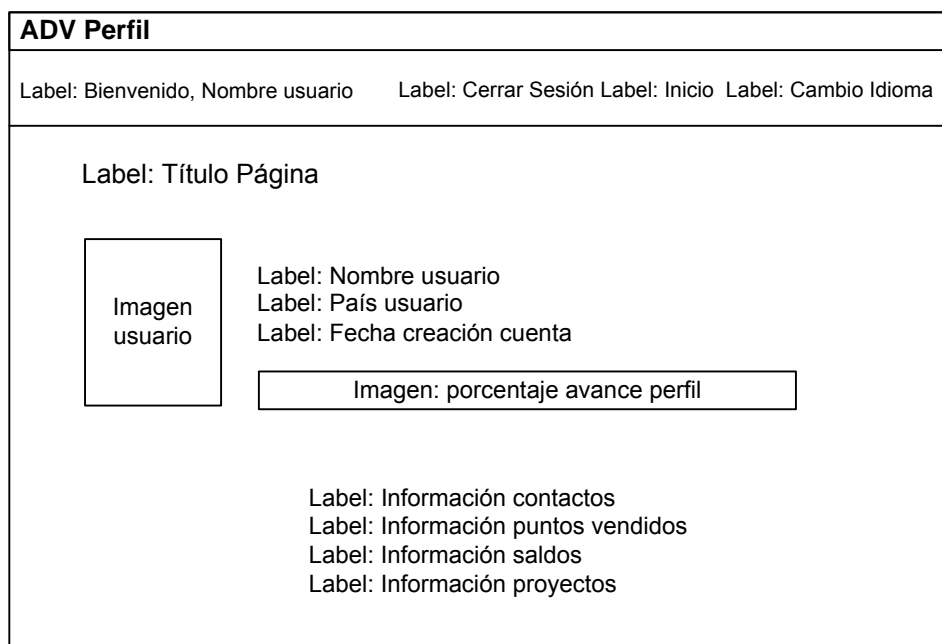 ADV Perfil
Label: Bienvenido, Nombre usuario Label: Cerrar Sesión Label: Inicio Label: Cambio Idioma
Label: Título Página
Imagen
usuario
Label: Nombre usuario
Label: País usuario
Label: Fecha creación cuenta
Imagen: porcentaje avance perfil
Label: Información contactos
Label: Información puntos vendidos
Label: Información saldos
Label: Información proyectos